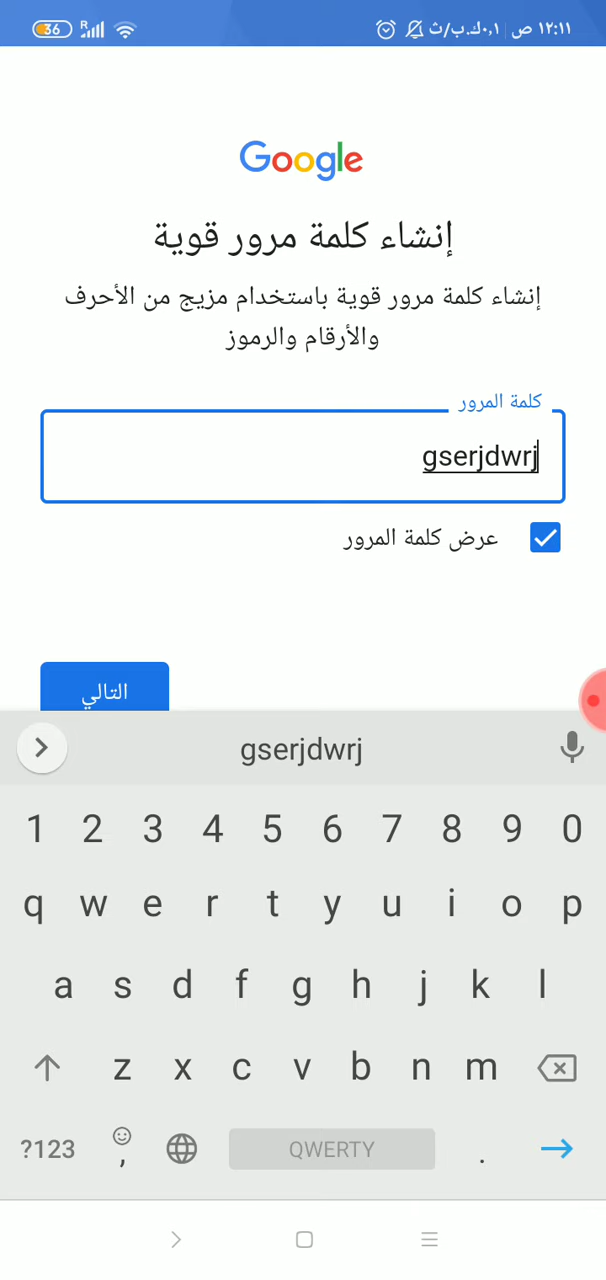 36 R ٠,١ك.ب/ث ١٢:١١ ص
Google
إنشاء كلمة مرور قوية
إنشاء كلمة مرور قوية باستخدام مزيج من الأحرف
والأرقام والرموز
كلمة المرور
gserjdwrj
عرض كلمة المرور
التالي
gserjdwrj
1 2 3 4 5 6 7 8 9 0
q w e r t y u i o p
a s d f g h j k l
z x c v b n m
?123 , QWERTY .